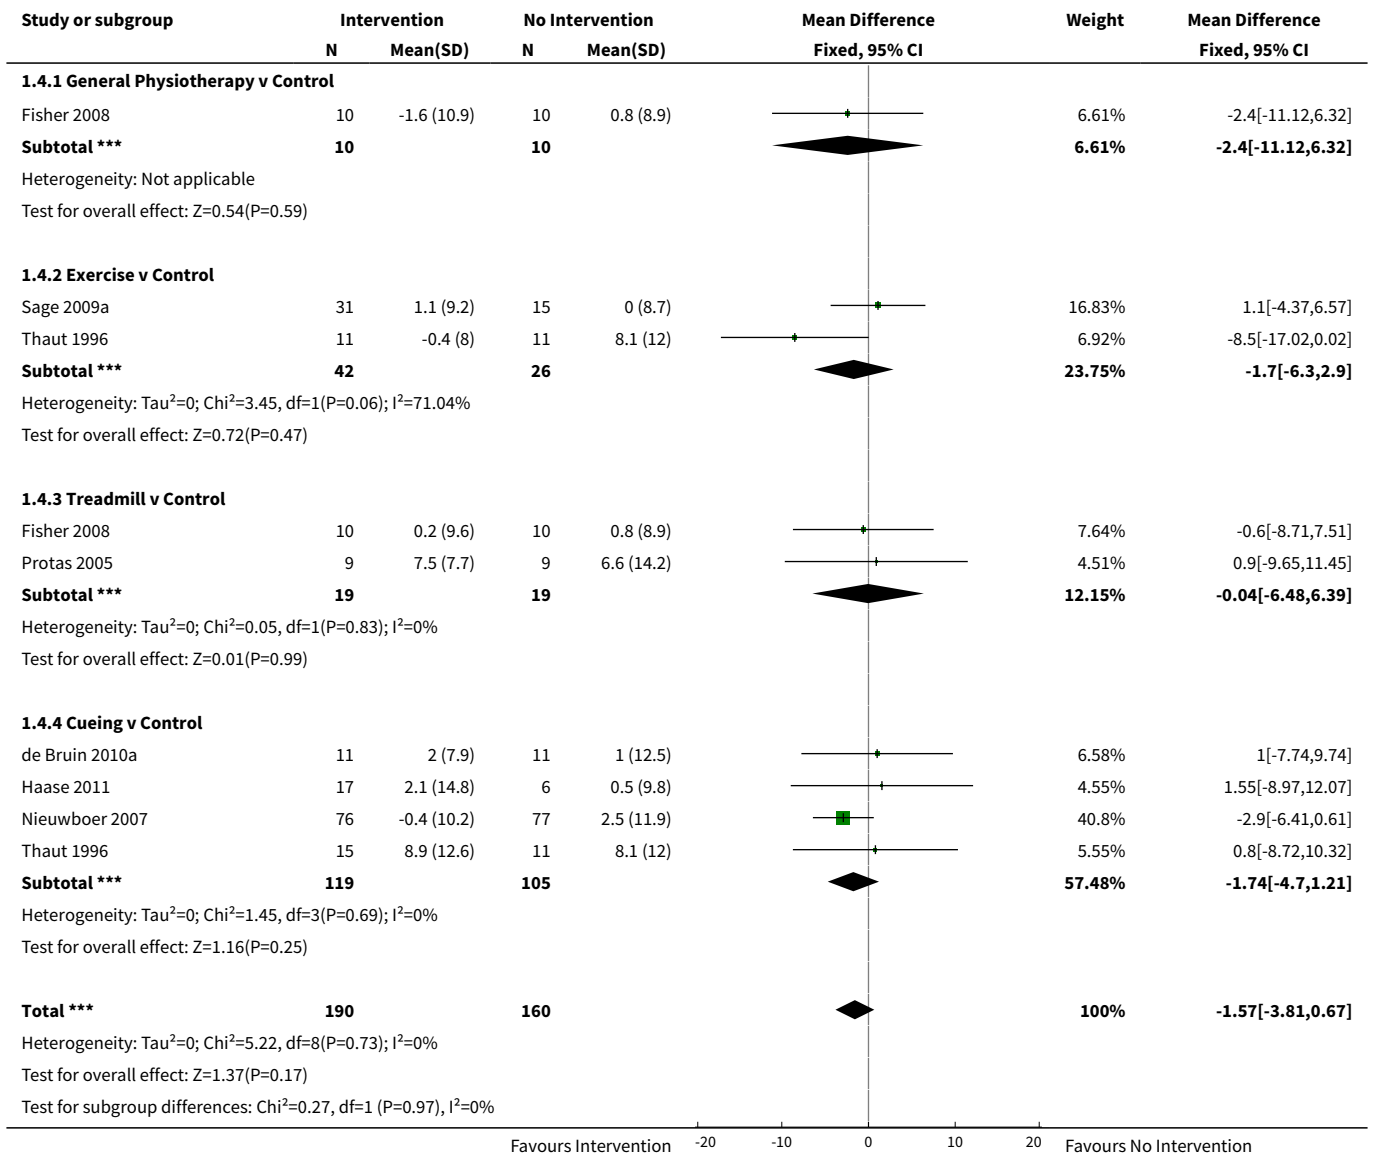 Study or subgroup Intervention No Intervention Mean Difference Weight Mean Difference
N Mean(SD) N Mean(SD) Fixed, 95% CI Fixed, 95% CI
1.4.1 General Physiotherapy v Control
Fisher 2008 10 -1.6 (10.9) 10 0.8 (8.9) 6.61% -2.4[-11.12,6.32]
Subtotal *** 10 10 6.61% -2.4[-11.12,6.32]
Heterogeneity: Not applicable
Test for overall effect: Z=0.54(P=0.59)
1.4.2 Exercise v Control
Sage 2009a 31 1.1 (9.2) 15 0 (8.7) 16.83% 1.1[-4.37,6.57]
Thaut 1996 11 -0.4 (8) 11 8.1 (12) 6.92% -8.5[-17.02,0.02]
Subtotal *** 42 26 23.75% -1.7[-6.3,2.9]
Heterogeneity: Tau²=0; Chi²=3.45, df=1(P=0.06); I²=71.04%
Test for overall effect: Z=0.72(P=0.47)
1.4.3 Treadmill v Control
Fisher 2008 10 0.2 (9.6) 10 0.8 (8.9) 7.64% -0.6[-8.71,7.51]
Protas 2005 9 7.5 (7.7) 9 6.6 (14.2) 4.51% 0.9[-9.65,11.45]
Subtotal *** 19 19 12.15% -0.04[-6.48,6.39]
Heterogeneity: Tau²=0; Chi²=0.05, df=1(P=0.83); I²=0%
Test for overall effect: Z=0.01(P=0.99)
1.4.4 Cueing v Control
de Bruin 2010a 11 2 (7.9) 11 1 (12.5) 6.58% 1[-7.74,9.74]
Haase 2011 17 2.1 (14.8) 6 0.5 (9.8) 4.55% 1.55[-8.97,12.07]
Nieuwboer 2007 76 -0.4 (10.2) 77 2.5 (11.9) 40.8% -2.9[-6.41,0.61]
Thaut 1996 15 8.9 (12.6) 11 8.1 (12) 5.55% 0.8[-8.72,10.32]
Subtotal *** 119 105 57.48% -1.74[-4.7,1.21]
Heterogeneity: Tau²=0; Chi²=1.45, df=3(P=0.69); I²=0%
Test for overall effect: Z=1.16(P=0.25)
Total *** 190 160 100% -1.57[-3.81,0.67]
Heterogeneity: Tau²=0; Chi²=5.22, df=8(P=0.73); I²=0%
Test for overall effect: Z=1.37(P=0.17)
Test for subgroup differences: Chi²=0.27, df=1 (P=0.97), I²=0%
Favours Intervention -20 -10 0 10 20 Favours No Intervention